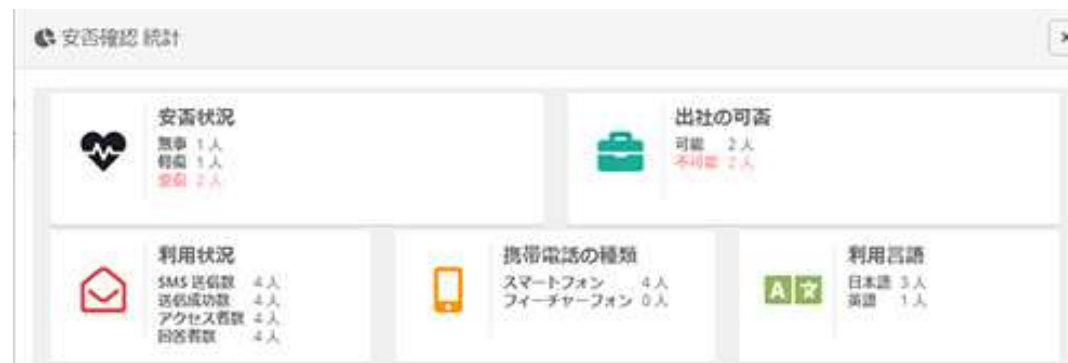 安否確認 統計
安否状況
無事 1人
軽傷 1人
重傷 2人
出社の可否
可能 2人
不可能 2人
利用状況
SMS 送信数 4人
送信成功数 4人
アクセス者数 4人
回答者数 4人
携帯電話の種類
スマートフォン 4人
フィーチャーフォン 0人
A 文
利用言語
日本語 3人
英語 1人